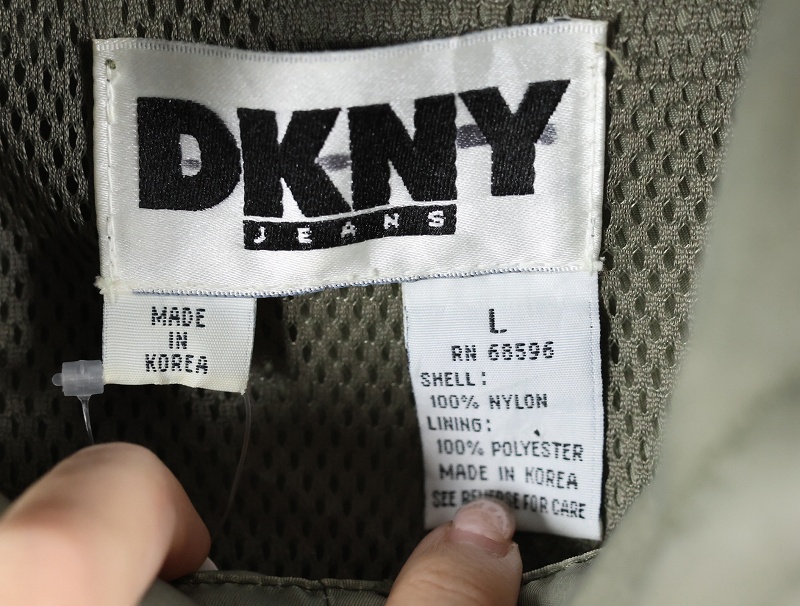 DKNY
JEANS
MADE
IN
KOREA
L
RN 68596
SHELL:
100% NYLON
LINING:
100% POLYESTER
MADE IN KOREA
SEE REVERSE FOR CARE